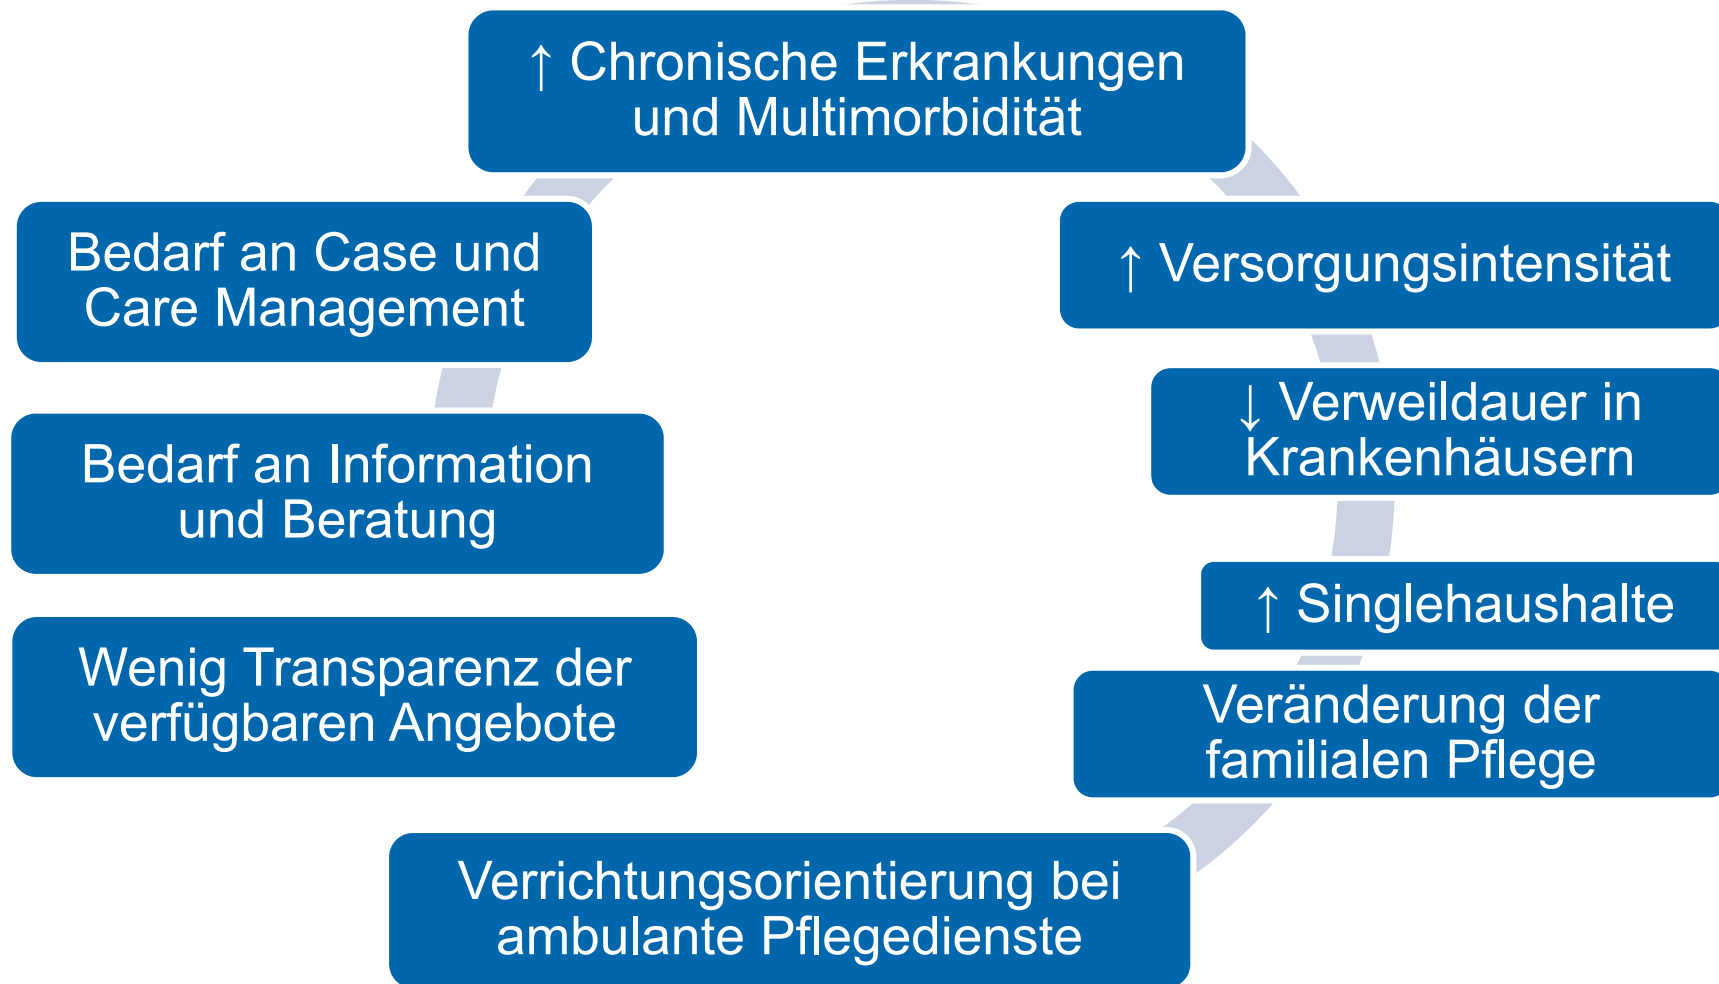 ↑ Chronische Erkrankungen
und Multimorbidität
↑ Versorgungsintensität
↓ Verweildauer in
Krankenhäusern
↑ Singlehaushalte
Veränderung der
familialen Pflege
Verrichtungsorientierung bei
ambulante Pflegedienste
Wenig Transparenz der
verfügbaren Angebote
Bedarf an Information
und Beratung
Bedarf an Case und
Care Management